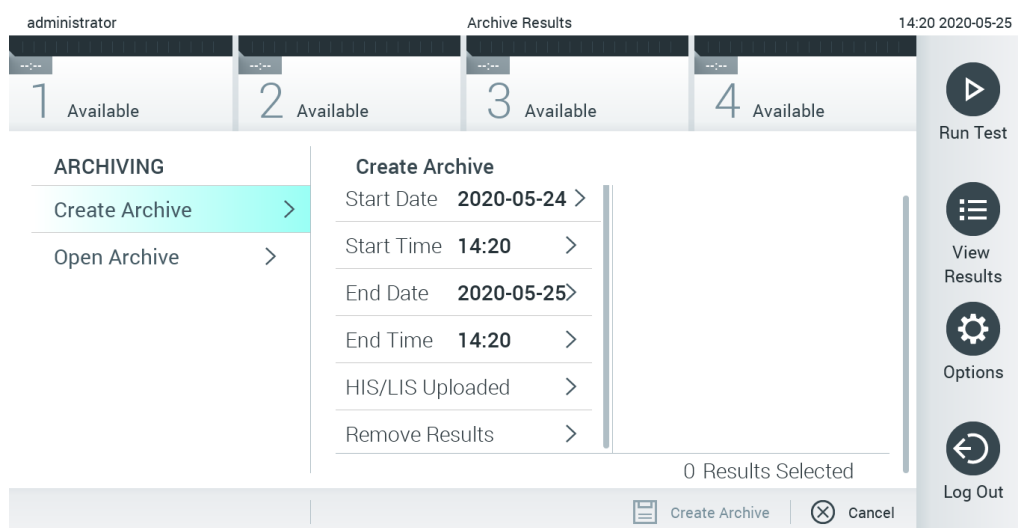 administrator Archive Results 14:20 2020-05-25
--:-- --:-- --:-- --:--
1 Available 2 Available 3 Available 4 Available
Run Test
ARCHIVING
Create Archive
Open Archive
Create Archive
Start Date 2020-05-24
Start Time 14:20
End Date 2020-05-25
End Time 14:20
HIS/LIS Uploaded
Remove Results
0 Results Selected
View
Results
Options
Log Out
Create Archive Cancel